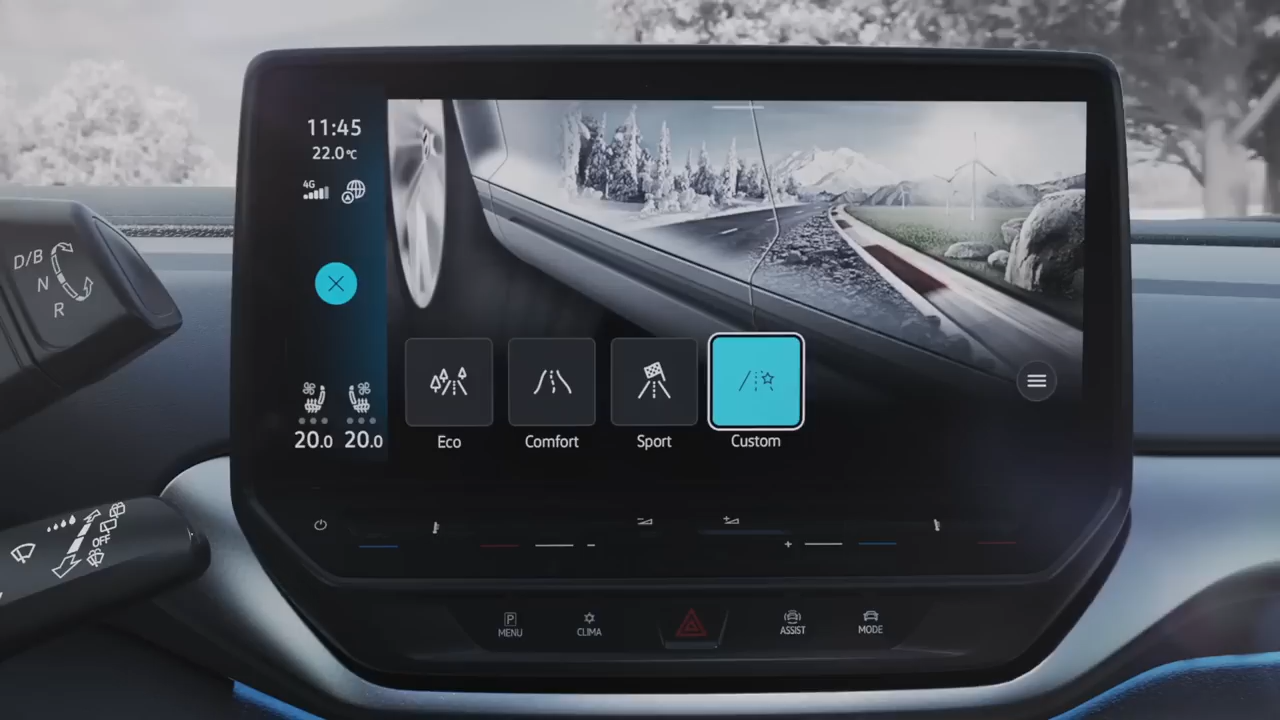 11:45
22.0°C
4G
D/B
N
R
20.0 20.0
Eco Comfort Sport Custom
OFF
P
MENU CLIMA ASSIST MODE